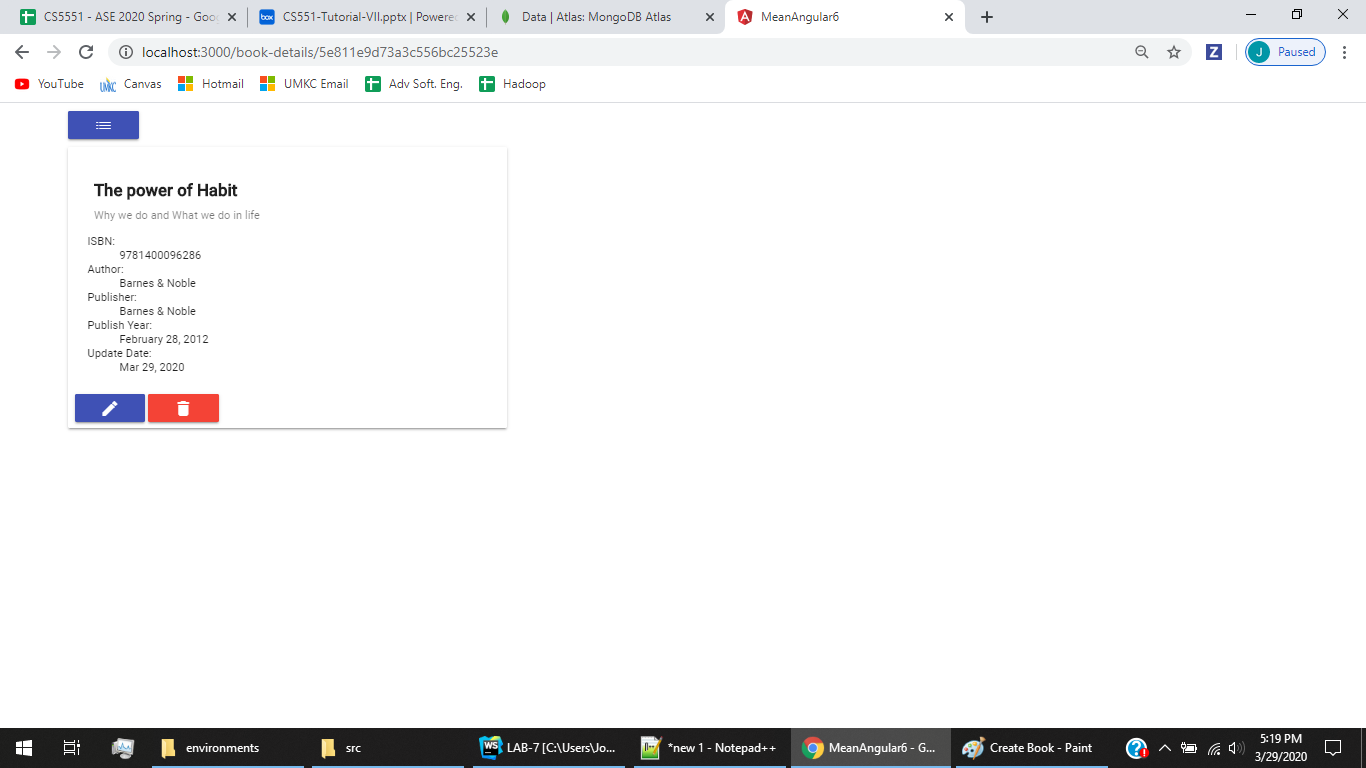 CS5551 - ASE 2020 Spring - Goo
CS551-Tutorial-VII.pptx | Powere
Data | Atlas: MongoDB Atlas
MeanAngular6
localhost:3000/book-details/5e811e9d73a3c556bc25523e
Z
J
Paused
YouTube
UMKC
Canvas
Hotmail
UMKC Email
Adv Soft. Eng.
Hadoop
The power of Habit
Why we do and What we do in life
ISBN:
9781400096286
Author:
Barnes & Noble
Publisher:
Barnes & Noble
Publish Year:
February 28, 2012
Update Date:
Mar 29, 2020
environments
src
WS
LAB-7 [C:\Users\Jo...
*new 1 - Notepad++
MeanAngular6 - G...
Create Book - Paint
5:19 PM
3/29/2020